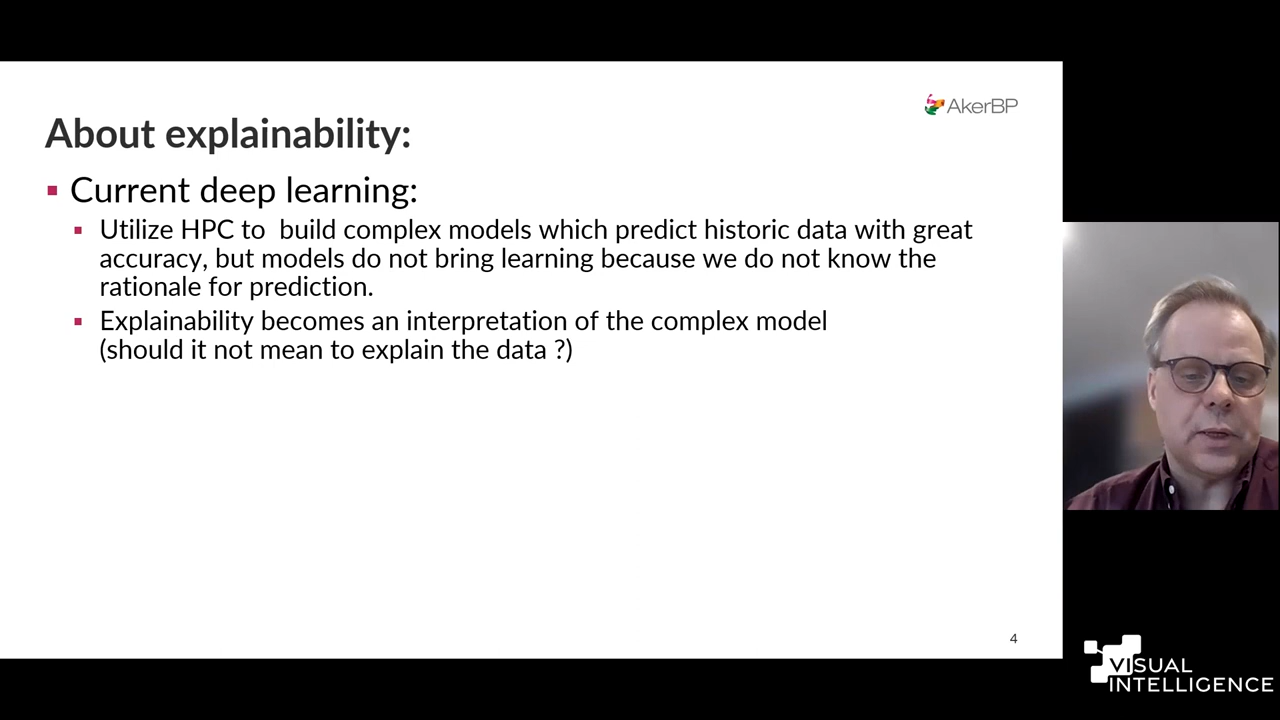 AkerBP
About explainability:
Current deep learning:
Utilize HPC to  build complex models which predict historic data with great
accuracy, but models do not bring learning because we do not know the
rationale for prediction.
Explainability becomes an interpretation of the complex model
(should it not mean to explain the data ?)
4
VISUAL
INTELLIGENCE